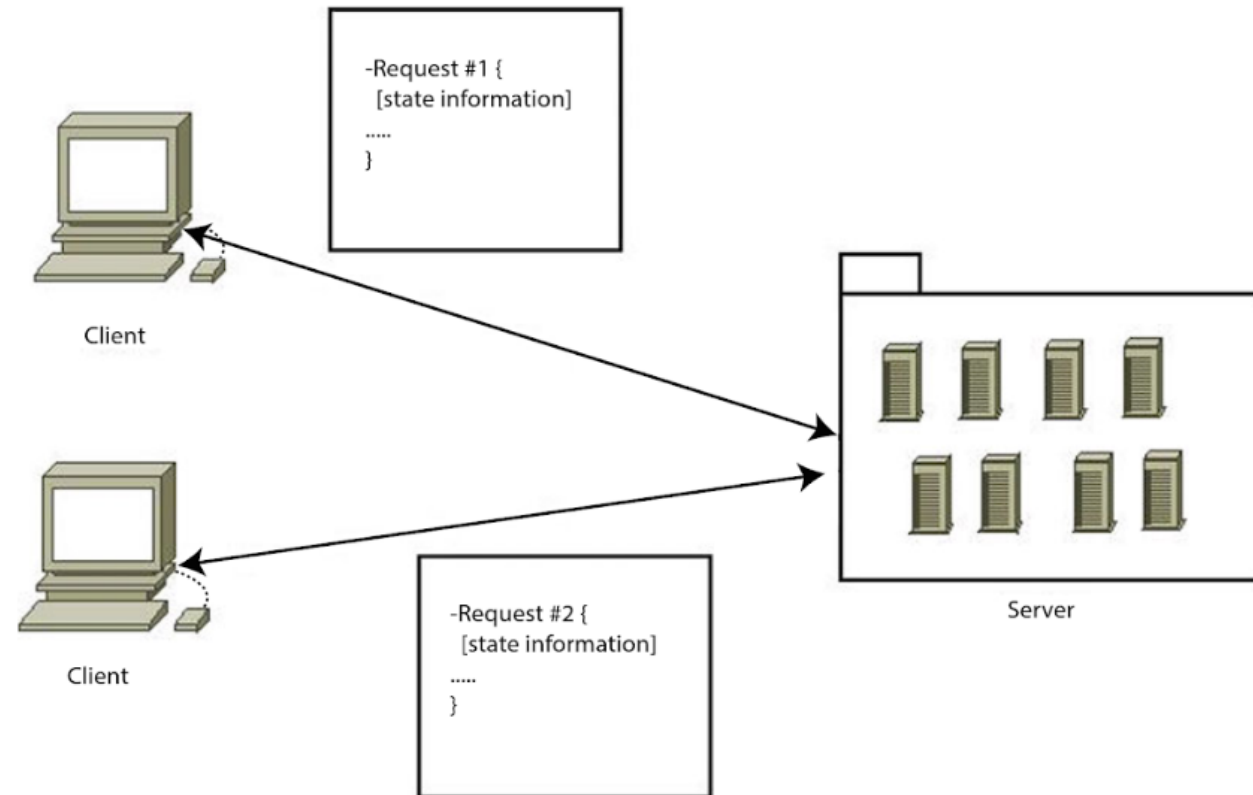 -Request #1 {
[state information]
.....
}
Client
Server
Client
-Request #2 {
[state information]
.....
}